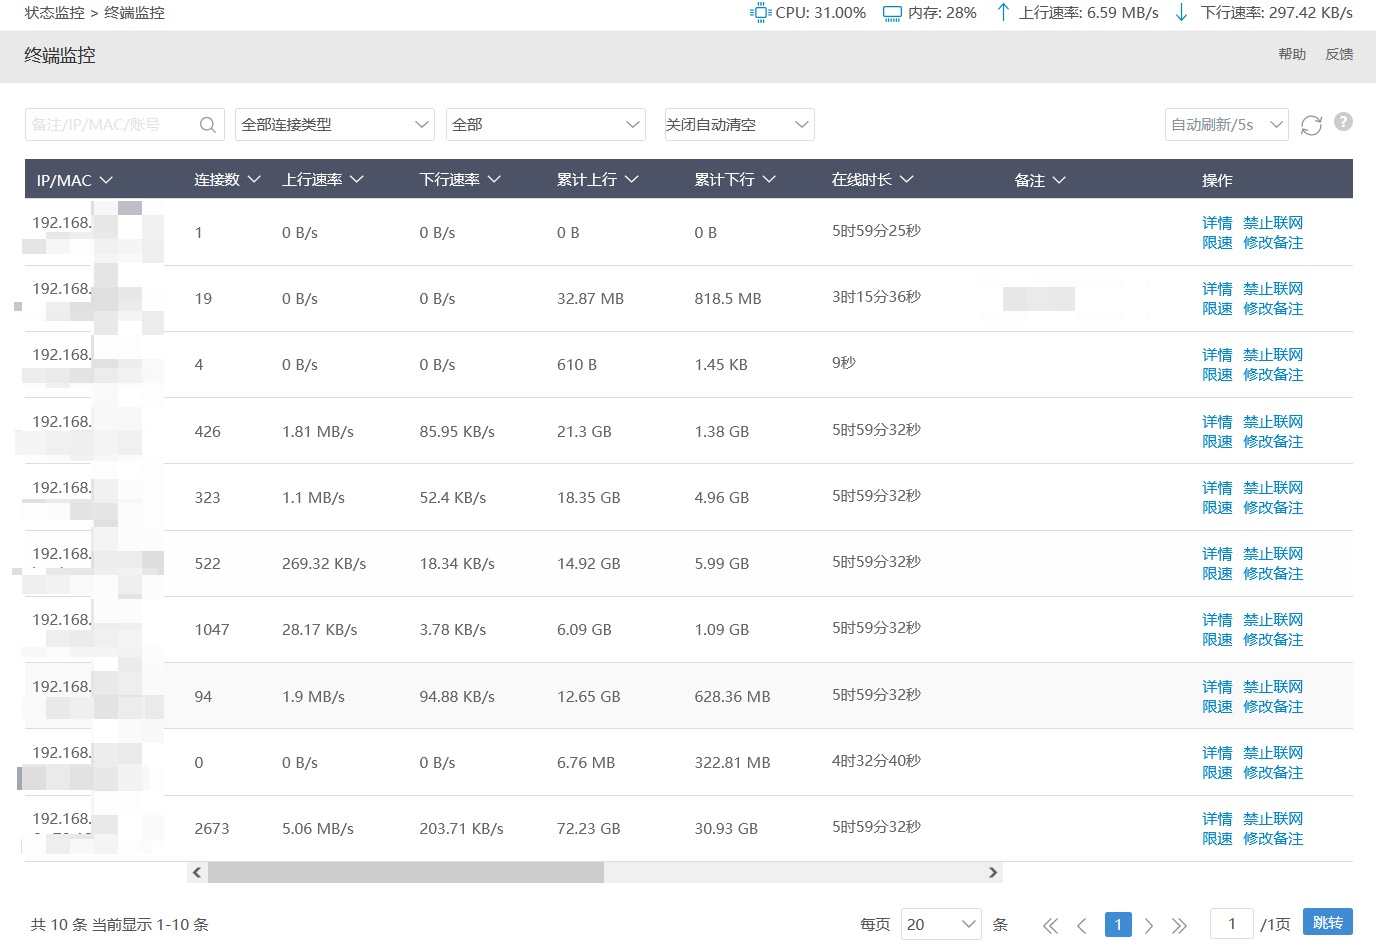 状态监控 > 终端监控
CPU: 31.00% 内存: 28% 上行速率: 6.59 MB/s 下行速率: 297.42 KB/s
终端监控 帮助 反馈
备注/IP/MAC/账号 全部连接类型 全部 关闭自动清空 自动刷新/5s ?
IP/MAC 连接数 上行速率 下行速率 累计上行 累计下行 在线时长 备注 操作
192.168. 1 0 B/s 0 B/s 0 B 0 B 5时59分25秒 详情 禁止联网
限速 修改备注
192.168. 19 0 B/s 0 B/s 32.87 MB 818.5 MB 3时15分36秒 详情 禁止联网
限速 修改备注
192.168. 4 0 B/s 0 B/s 610 B 1.45 KB 9秒 详情 禁止联网
限速 修改备注
192.168. 426 1.81 MB/s 85.95 KB/s 21.3 GB 1.38 GB 5时59分32秒 详情 禁止联网
限速 修改备注
192.168. 323 1.1 MB/s 52.4 KB/s 18.35 GB 4.96 GB 5时59分32秒 详情 禁止联网
限速 修改备注
192.168. 522 269.32 KB/s 18.34 KB/s 14.92 GB 5.99 GB 5时59分32秒 详情 禁止联网
限速 修改备注
192.168. 1047 28.17 KB/s 3.78 KB/s 6.09 GB 1.09 GB 5时59分32秒 详情 禁止联网
限速 修改备注
192.168. 94 1.9 MB/s 94.88 KB/s 12.65 GB 628.36 MB 5时59分32秒 详情 禁止联网
限速 修改备注
192.168. 0 0 B/s 0 B/s 6.76 MB 322.81 MB 4时32分40秒 详情 禁止联网
限速 修改备注
192.168. 2673 5.06 MB/s 203.71 KB/s 72.23 GB 30.93 GB 5时59分32秒 详情 禁止联网
限速 修改备注
共 10 条 当前显示 1-10 条 每页 20 条 1 1 /1页 跳转